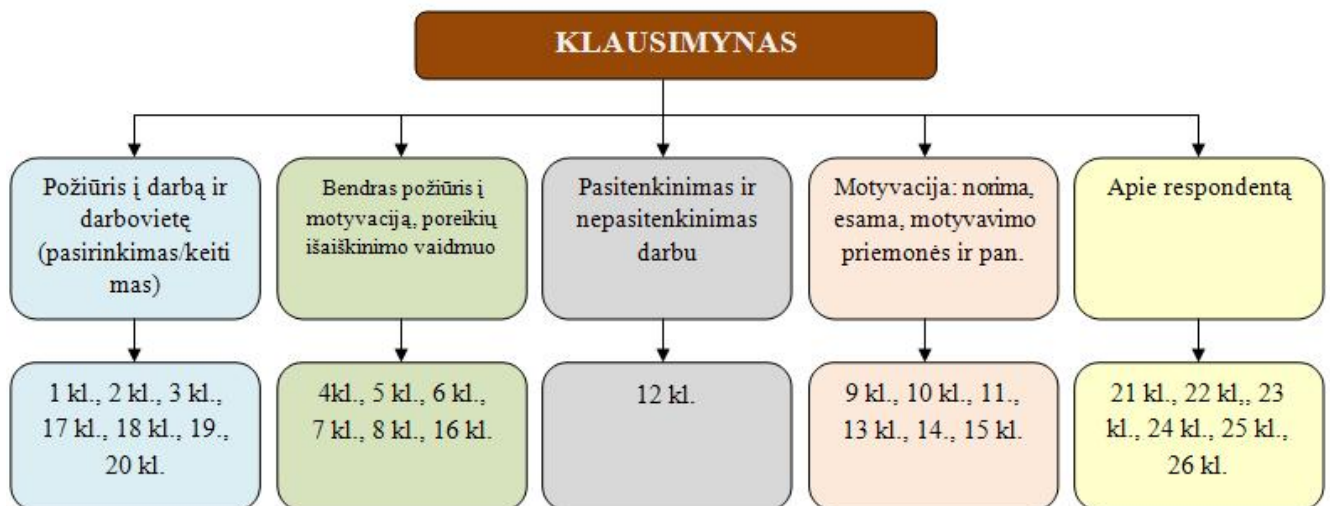 KLAUSIMYNAS
Požiūris į darbą ir
darbovietę
(pasirinkimas/keiti
mas)
Bendras požiūris į
motyvaciją, poreikių
išaiškinimo vaidmuo
Pasitenkinimas ir
nepasitenkinimas
darbu
Motyvacija: norima,
esama, motyvavimo
priemonės ir pan.
Apie respondentą
1 kl., 2 kl., 3 kl.,
17 kl., 18 kl., 19.,
20 kl.
4kl., 5 kl., 6 kl.,
7 kl., 8 kl., 16 kl.
12 kl.
9 kl., 10 kl., 11.,
13 kl., 14., 15 kl.
21 kl., 22 kl,, 23
kl., 24 kl., 25 kl.,
26 kl.